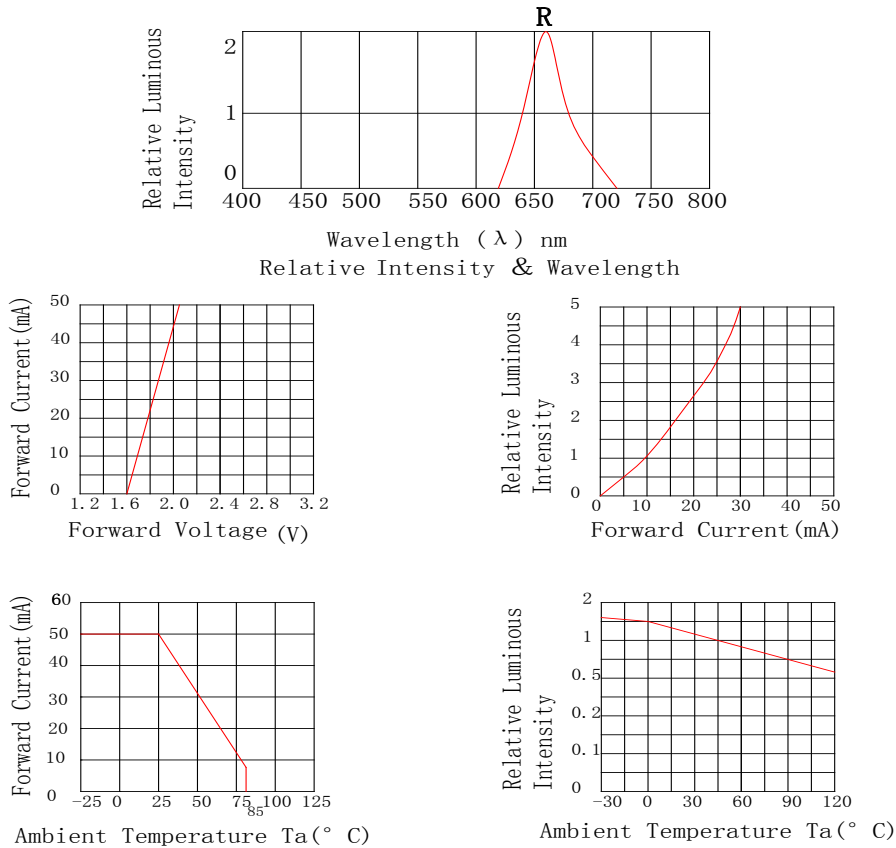 R
Relative Luminous
Intensity
2
1
0
400 450 500 550 600 650 700 750 800
Wavelength (λ) nm
Relative Intensity & Wavelength
Forward Current(mA)
50
40
30
20
10
0
1.2 1.6 2.0 2.4 2.8 3.2
Forward Voltage (V)
Relative Luminous
Intensity
5
4
3
2
1
0
0 10 20 30 40 50
Forward Current(mA)
Forward Current(mA)
60
50
40
30
20
10
0
-25 0 25 50 75 100 125
85
Ambient Temperature Ta(° C)
Relative Luminous
Intensity
2
1
0.5
0.2
0.1
0
-30 0 30 60 90 120
Ambient Temperature Ta(° C)